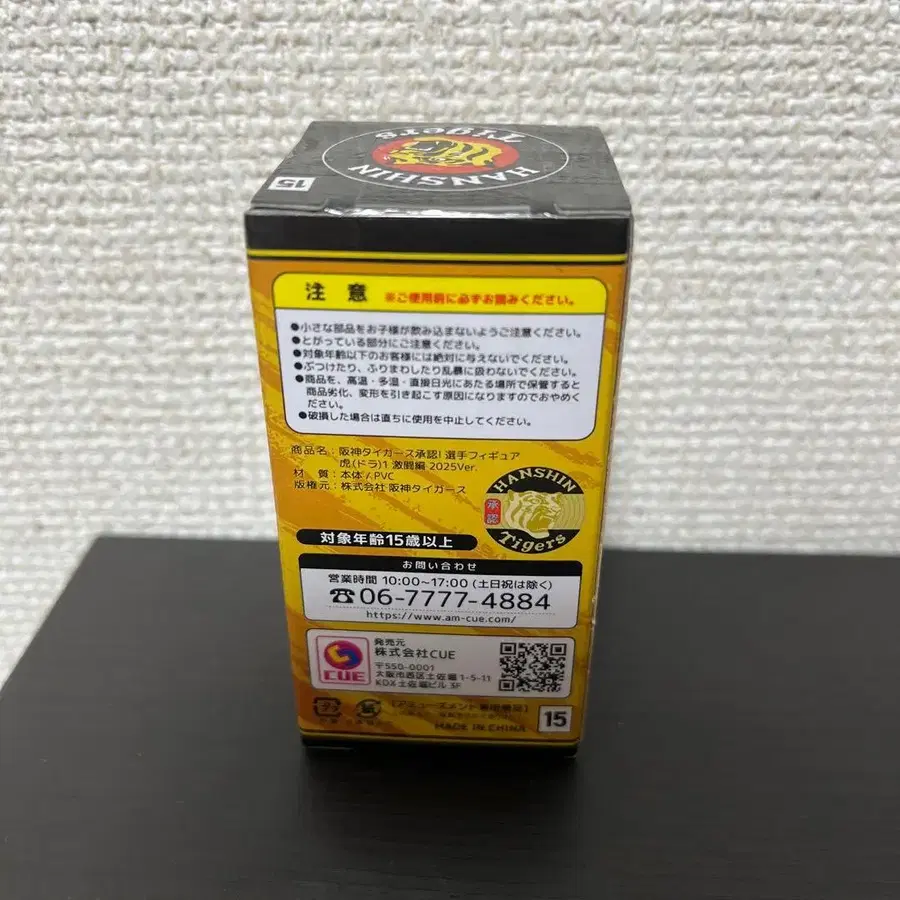 HANSHIN
Tigers
15
注意 ※ご使用前に必ずお読みください。
●小さな部品をお子様が飲み込まないようご注意ください。
●とがっている部分にご注意ください。
●対象年齢以下のお客様には絶対に与えないでください。
●ぶつけたり、ふりまわしたり乱暴に扱わないでください。
●商品を、高温・多湿・直接日光にあたる場所で保管すると
商品劣化、変形を引き起こす原因になりますのでおやめく
ださい。
●破損した場合は直ちに使用を中止してください。
商品名：阪神タイガース承認! 選手フィギュア
虎(ドラ)1 激闘編 2025Ver.
材 質：本体 / PVC
版権元：株式会社 阪神タイガース
HANSHIN
承認
Tigers
対象年齢15歳以上
お問い合わせ
営業時間 10:00~17:00 (土日祝は除く)
☎06-7777-4884
https://www.am-cue.com/
CUE
発売元
株式会社CUE
〒550-0001
大阪市西区土佐堀1-5-11
KDX土佐堀ビル 3F
【アミューズメント専用景品】
MADE IN CHINA
15